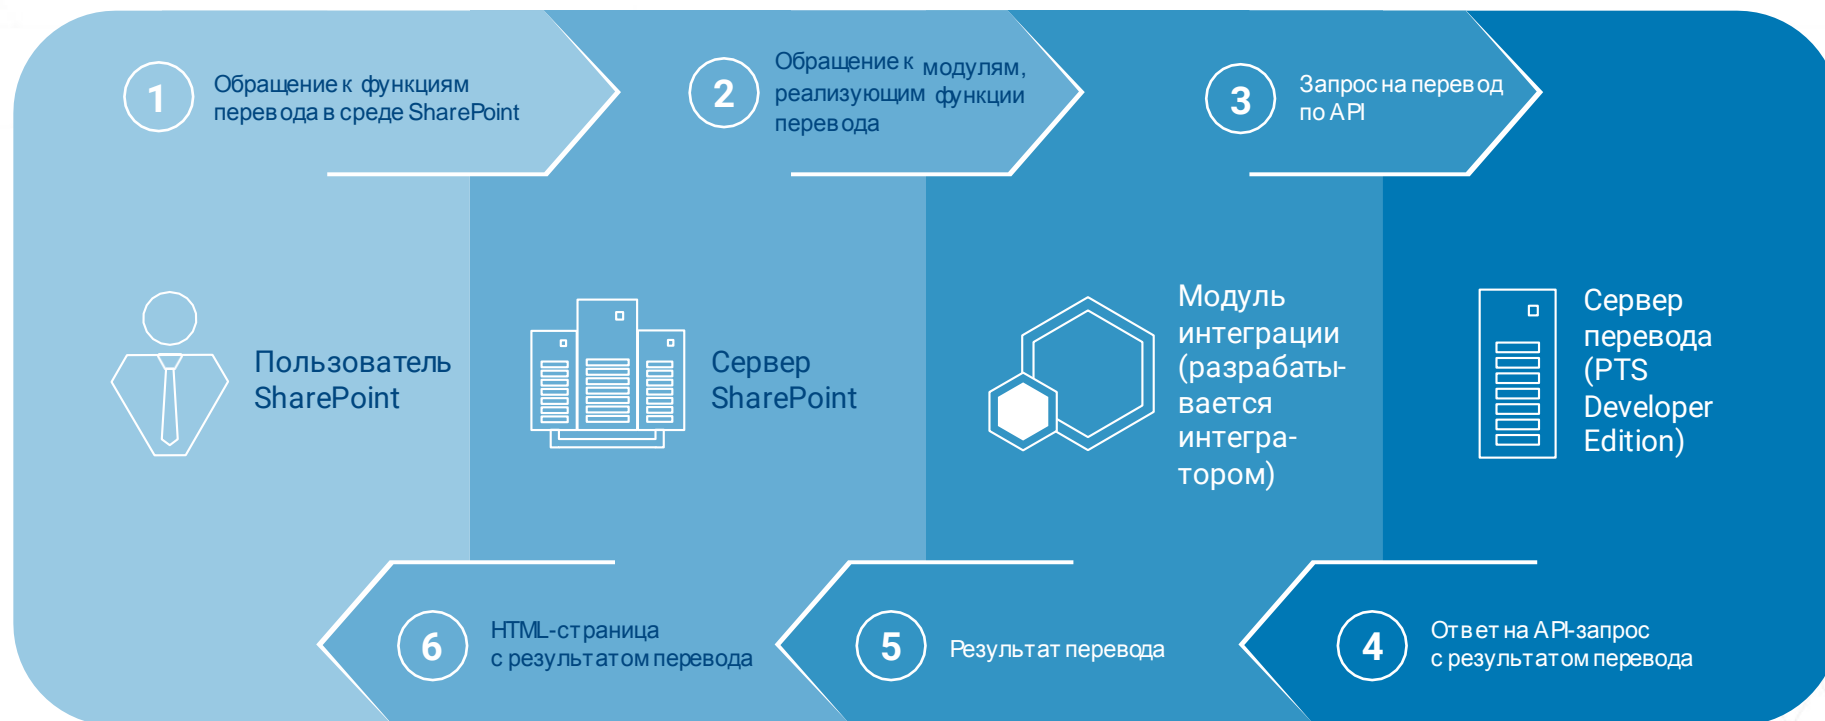 1
Обращение к функциям
перевода в среде SharePoint
2
Обращение к модулям,
реализующим функции
перевода
3
Запрос на перевод
по API
Пользователь
SharePoint
Сервер
SharePoint
Модуль
интеграции
(разрабаты-
вается
интегра-
тором)
Сервер
перевода
(PTS
Developer
Edition)
6
HTML-страница
с результатом перевода
5
Результат перевода
4
Ответ на API-запрос
с результатом перевода